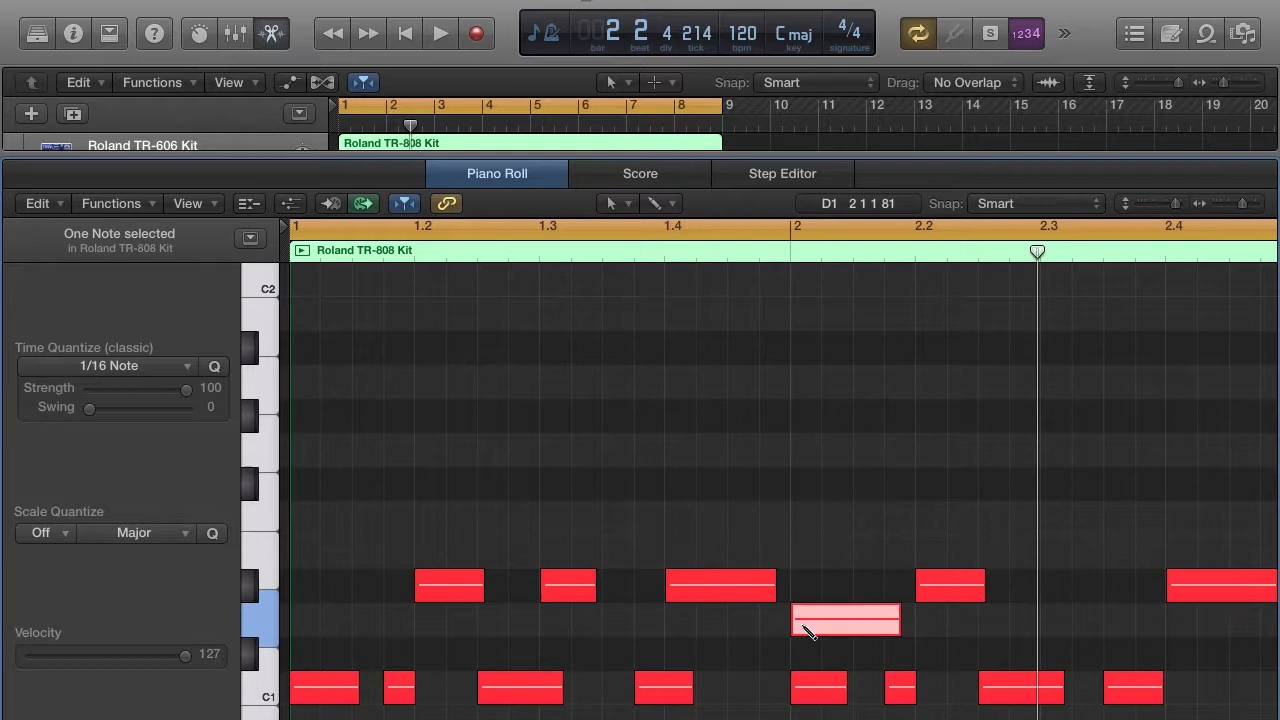 2 2 4 214 120 C maj 4/4
bar beat div tick bpm key signature
1234
Edit Functions View Snap: Smart Drag: No Overlap
1 2 3 4 5 6 7 8 9 10 11 12 13 14 15 16 17 18 19 20
Roland TR-606 Kit Roland TR-808 Kit
Piano Roll Score Step Editor
Edit Functions View D1 2 1 1 81 Snap: Smart
1 1.2 1.3 1.4 2 2.2 2.3 2.4
One Note selected
in Roland TR-808 Kit
Roland TR-808 Kit
C2
Time Quantize (classic)
1/16 Note Q
Strength 100
Swing 0
Scale Quantize
Off Major Q
Velocity
127
C1